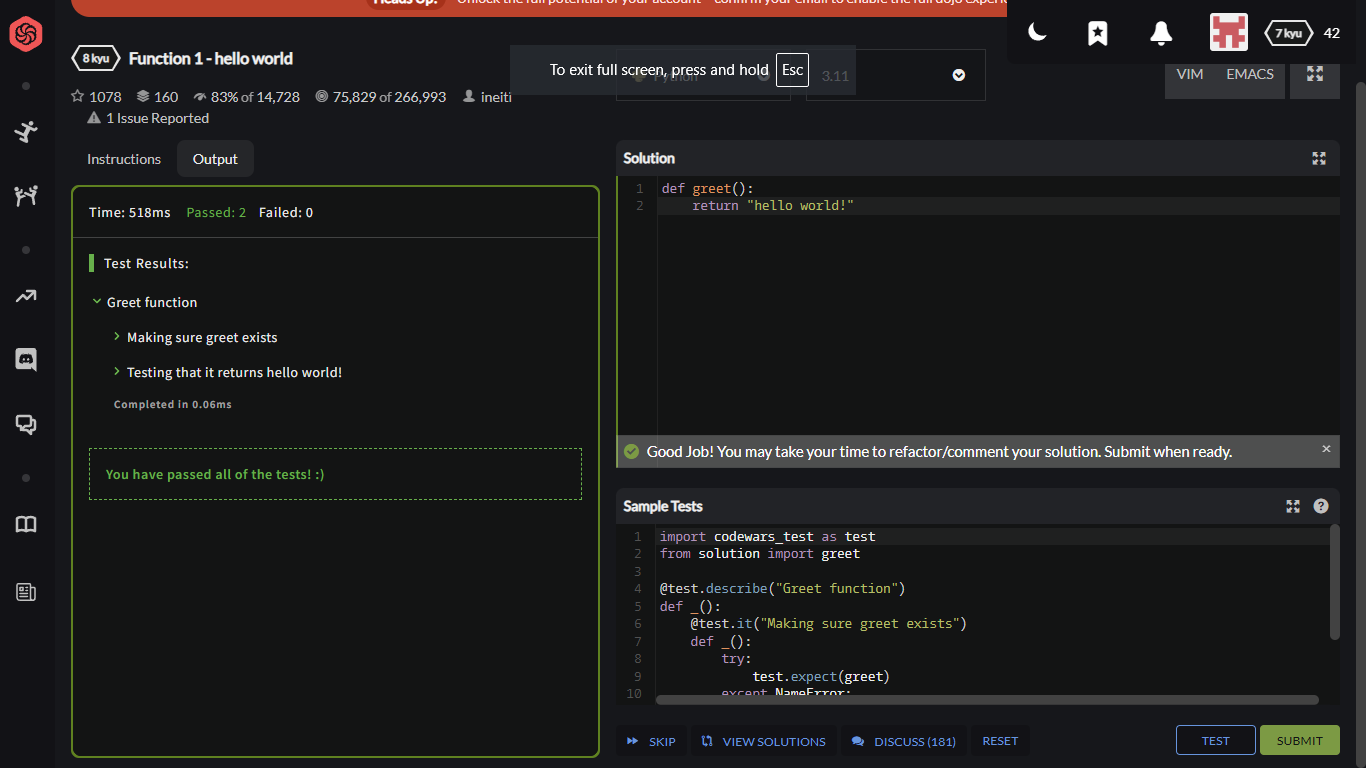 Heads Up! Unlock the full potential of your account - confirm your email to enable the full dojo experie
8 kyu Function 1 - hello world
To exit full screen, press and hold Esc
Python 3.11
7 kyu 42
VIM EMACS
1078 160 83% of 14,728 75,829 of 266,993 ineiti
1 Issue Reported
Instructions Output
Time: 518ms Passed: 2 Failed: 0
Test Results:
Greet function
Making sure greet exists
Testing that it returns hello world!
Completed in 0.06ms
You have passed all of the tests! :)
Solution
1 def greet():
2 return "hello world!"
Good Job! You may take your time to refactor/comment your solution. Submit when ready. ×
Sample Tests
1 import codewars_test as test
2 from solution import greet
3
4 @test.describe("Greet function")
5 def _():
6 @test.it("Making sure greet exists")
7 def _():
8 try:
9 test.expect(greet)
10 except NameError:
SKIP VIEW SOLUTIONS DISCUSS (181) RESET TEST SUBMIT